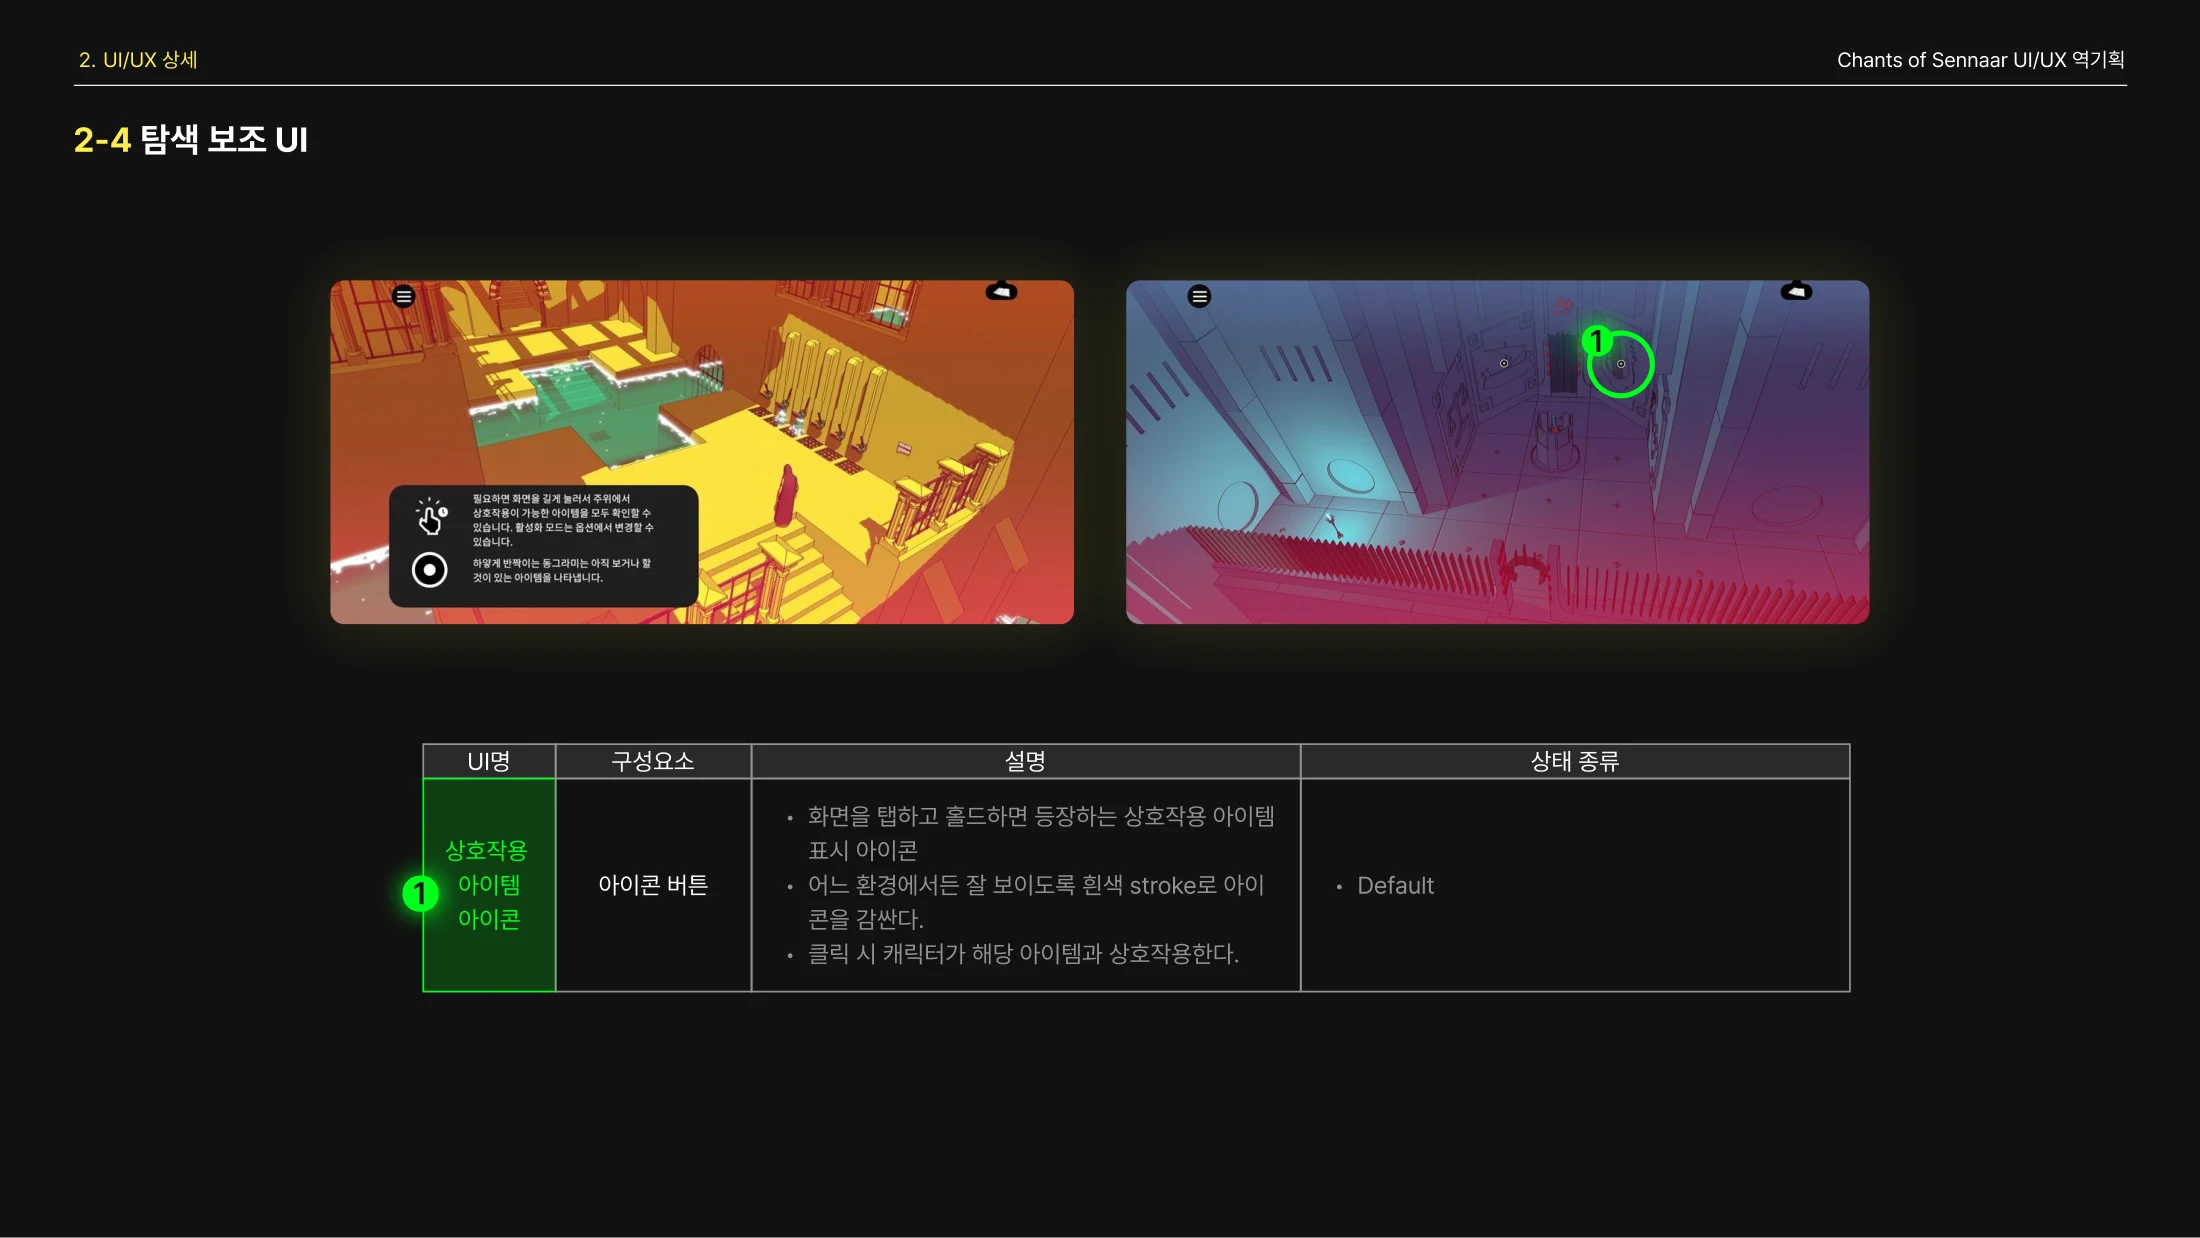 2. UI/UX 상세
Chants of Sennaar UI/UX 역기획
2-4 탐색 보조 UI
필요하면 화면을 길게 눌러서 주위에서
상호작용이 가능한 아이템을 모두 확인할 수
있습니다. 활성화 모드는 옵션에서 변경할 수
있습니다.
하얗게 반짝이는 동그라미는 아직 보거나 할
것이 있는 아이템을 나타냅니다.
1
UI명
구성요소
설명
상태 종류
1
상호작용
아이템
아이콘
아이콘 버튼
• 화면을 탭하고 홀드하면 등장하는 상호작용 아이템
표시 아이콘
• 어느 환경에서든 잘 보이도록 흰색 stroke로 아이
콘을 감싼다.
• 클릭 시 캐릭터가 해당 아이템과 상호작용한다.
• Default